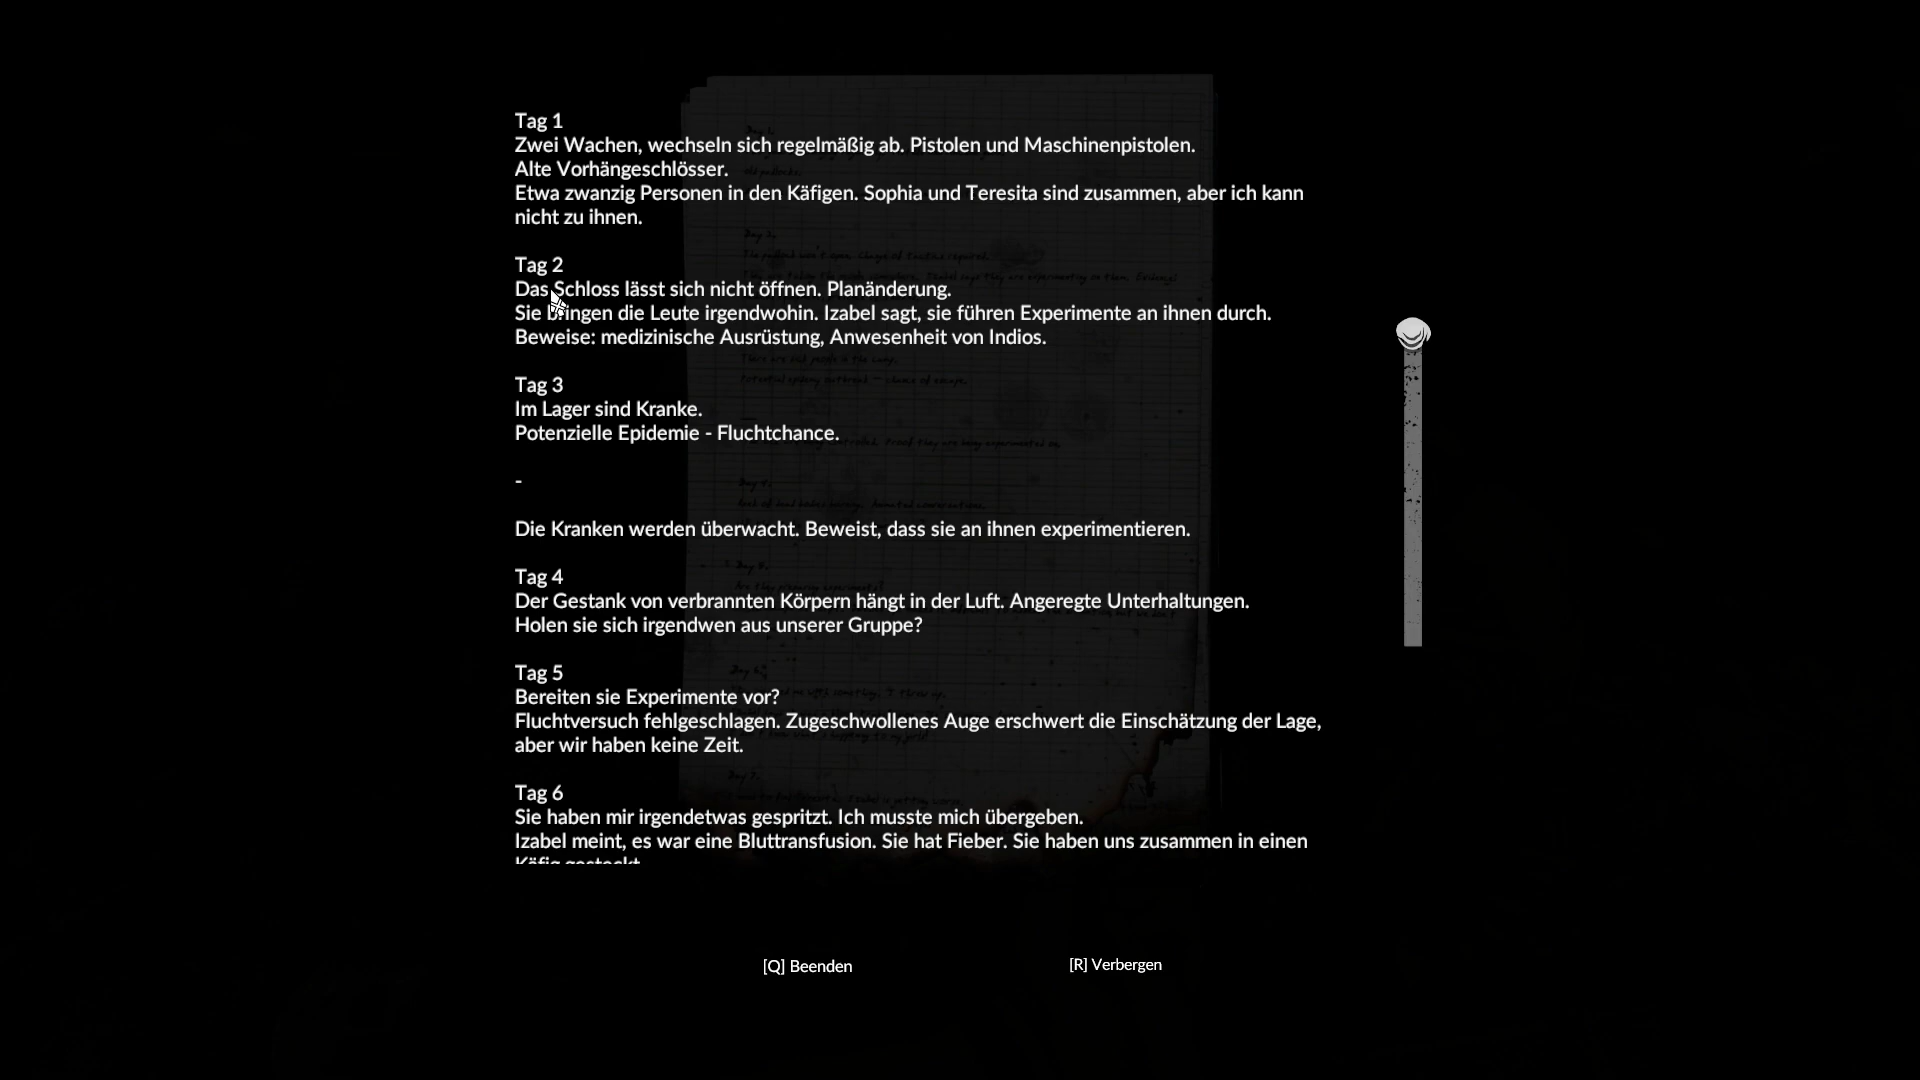 Tag 1
Zwei Wachen, wechseln sich regelmäßig ab. Pistolen und Maschinenpistolen.
Alte Vorhängeschlösser.
Etwa zwanzig Personen in den Käfigen. Sophia und Teresita sind zusammen, aber ich kann
nicht zu ihnen.
Tag 2
Das Schloss lässt sich nicht öffnen. Planänderung.
Sie bringen die Leute irgendwohin. Izabel sagt, sie führen Experimente an ihnen durch.
Beweise: medizinische Ausrüstung, Anwesenheit von Indios.
Tag 3
Im Lager sind Kranke.
Potenzielle Epidemie - Fluchtchance.
-
Die Kranken werden überwacht. Beweist, dass sie an ihnen experimentieren.
Tag 4
Der Gestank von verbrannten Körpern hängt in der Luft. Angeregte Unterhaltungen.
Holen sie sich irgendwen aus unserer Gruppe?
Tag 5
Bereiten sie Experimente vor?
Fluchtversuch fehlgeschlagen. Zugeschwollenes Auge erschwert die Einschätzung der Lage,
aber wir haben keine Zeit.
Tag 6
Sie haben mir irgendetwas gespritzt. Ich musste mich übergeben.
Izabel meint, es war eine Bluttransfusion. Sie hat Fieber. Sie haben uns zusammen in einen
Käfig gesteckt.
[Q] Beenden
[R] Verbergen